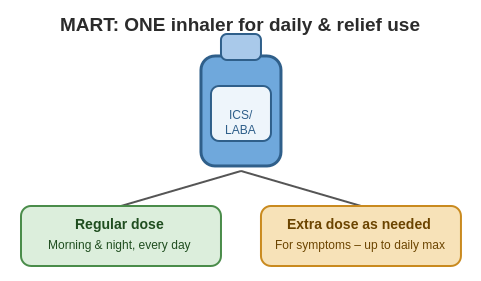 MART: ONE inhaler for daily & relief use
ICS/
LABA
Regular dose
Morning & night, every day
Extra dose as needed
For symptoms – up to daily max